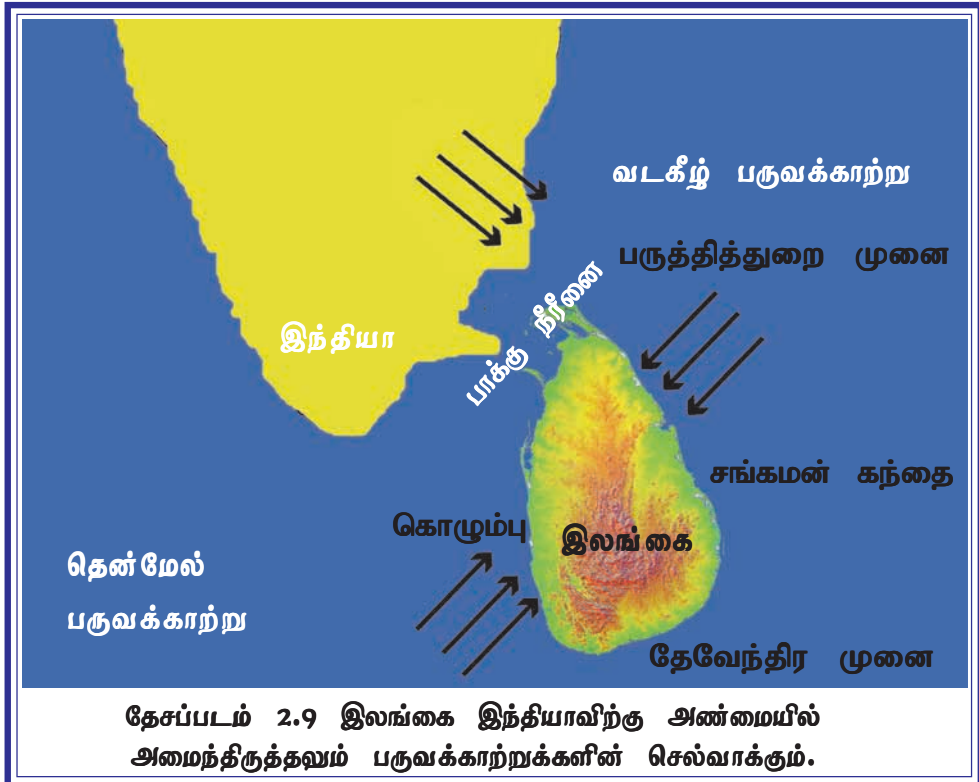 வடகீழ் பருவக்காற்று
பருத்தித்துறை முனை
பாக்கு நீரீணை
இந்தியா
சங்கமன் கந்தை
கொழும்பு
இலங்கை
தென்மேல்
பருவக்காற்று
தேவேந்திர முனை
தேசப்படம் 2.9 இலங்கை இந்தியாவிற்கு அண்மையில்
அமைந்திருத்தலும் பருவக்காற்றுக்களின் செல்வாக்கும்.